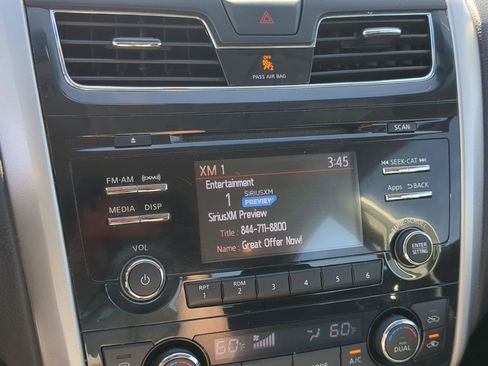 OFF
PASS AIR BAG
SCAN
FM·AM (((XM)))
MEDIA DISP
VOL
XM 1 3:45
Entertainment
1 SIRIUSXM
PREVIEW
SiriusXM Preview
Title : 844-711-8800
Name : Great Offer Now!
SEEK·CAT
Apps BACK
ENTER
SETTING
RPT
1
RDM
2
3
4
5
6
60°F
60°F
MODE
A/C
DUAL